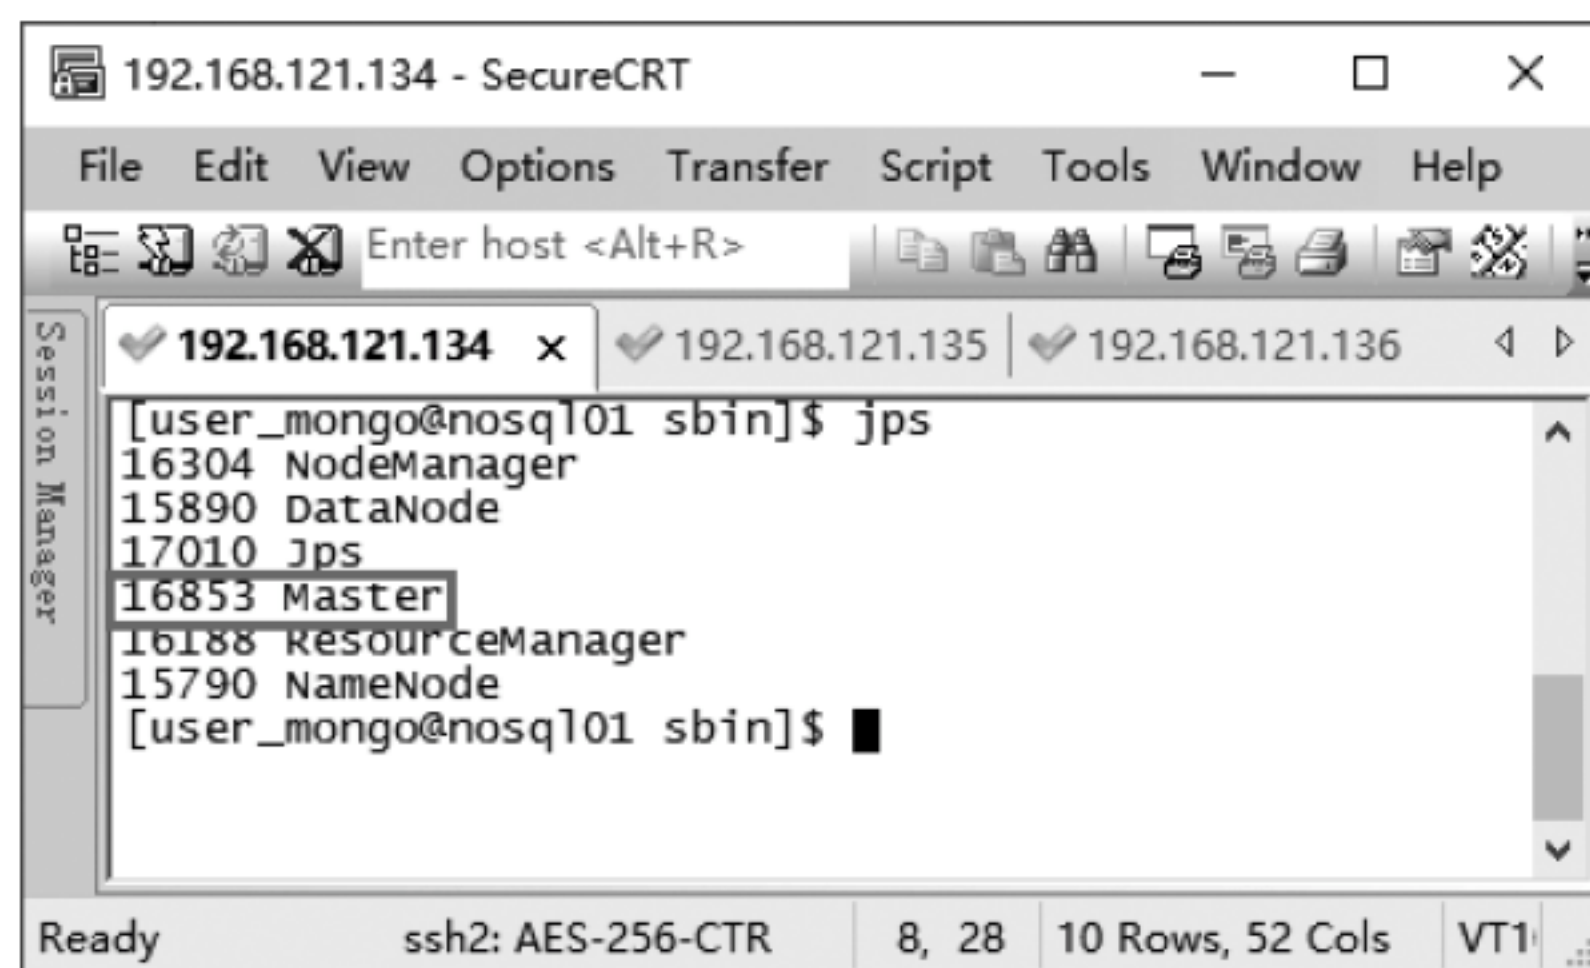 192.168.121.134 - SecureCRT
File Edit View Options Transfer Script Tools Window Help
Enter host <Alt+R>
Session Manager
192.168.121.134 192.168.121.135 192.168.121.136
[user_mongo@nosql01 sbin]$ jps
16304 NodeManager
15890 DataNode
17010 Jps
16853 Master
16188 ResourceManager
15790 NameNode
[user_mongo@nosql01 sbin]$
Ready ssh2: AES-256-CTR 8, 28 10 Rows, 52 Cols VT1